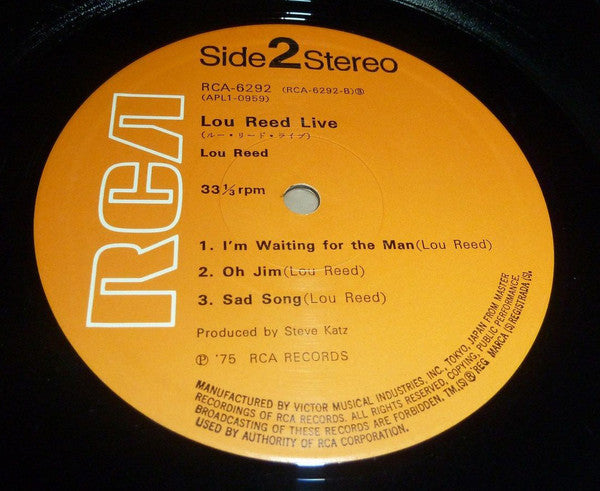 Side 2 Stereo
RCA-6292 (RCA-6292-B)Ⓢ
(APL1-0959)
Lou Reed Live
(ルー・リード・ライブ)
Lou Reed
33 1/3 rpm
RCA
1. I'm Waiting for the Man(Lou Reed)
2. Oh Jim(Lou Reed)
3. Sad Song(Lou Reed)
Produced by Steve Katz
Ⓟ '75 RCA RECORDS
MANUFACTURED BY VICTOR MUSICAL INDUSTRIES, INC., TOKYO, JAPAN FROM MASTER
RECORDINGS OF RCA RECORDS. ALL RIGHTS RESERVED, COPYING, PUBLIC PERFORMANCE,
BROADCASTING OF THESE RECORDS ARE FORBIDDEN. TM.(S)® REG MARCA (S) REGISTRADA (S).
USED BY AUTHORITY OF RCA CORPORATION.